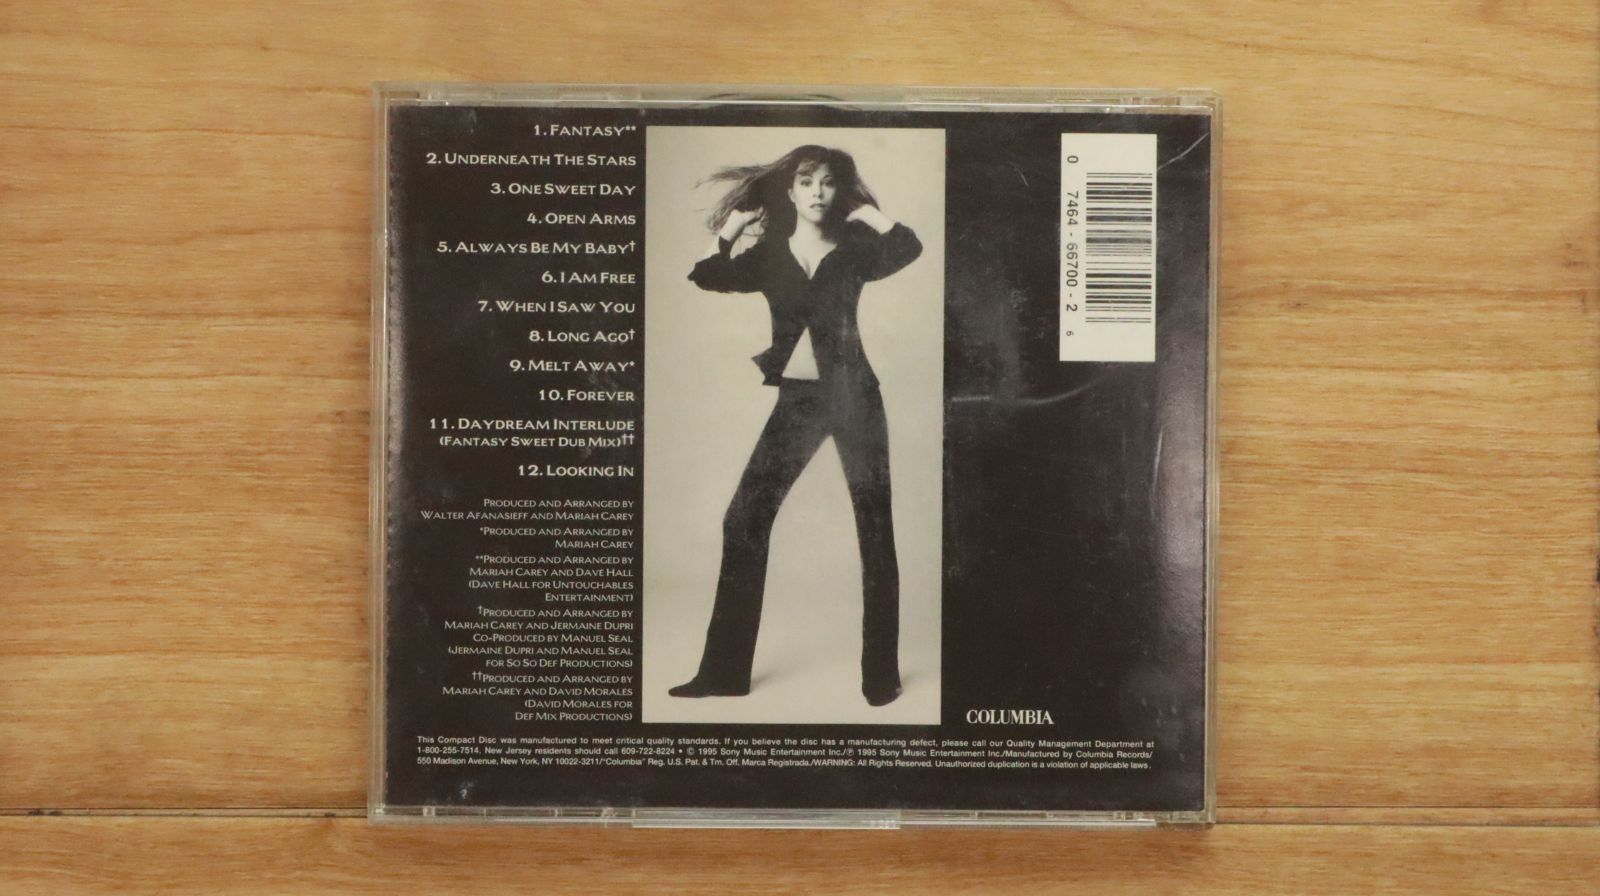 1. Fantasy**
2. Underneath The Stars
3. One Sweet Day
4. Open Arms
5. Always Be My Baby†
6. I Am Free
7. When I Saw You
8. Long Ago†
9. Melt Away*
10. Forever
11. Daydream Interlude
(Fantasy Sweet Dub Mix)††
12. Looking In
Produced and Arranged by
Walter Afanasieff and Mariah Carey
*Produced and Arranged by
Mariah Carey
**Produced and Arranged by
Mariah Carey and Dave Hall
(Dave Hall for Untouchables
Entertainment)
†Produced and Arranged by
Mariah Carey and Jermaine Dupri
Co-Produced by Manuel Seal
(Jermaine Dupri and Manuel Seal
for So So Def Productions)
††Produced and Arranged by
Mariah Carey and David Morales
(David Morales for
Def Mix Productions)
0 7464-66700-2 6
COLUMBIA
This Compact Disc was manufactured to meet critical quality standards. If you believe the disc has a manufacturing defect, please call our Quality Management Department at
1-800-255-7514. New Jersey residents should call 609-722-8224 • © 1995 Sony Music Entertainment Inc./℗ 1995 Sony Music Entertainment Inc./Manufactured by Columbia Records/
550 Madison Avenue, New York, NY 10022-3211/"Columbia" Reg. U.S. Pat. & Tm. Off. Marca Registrada./WARNING: All Rights Reserved. Unauthorized duplication is a violation of applicable laws.